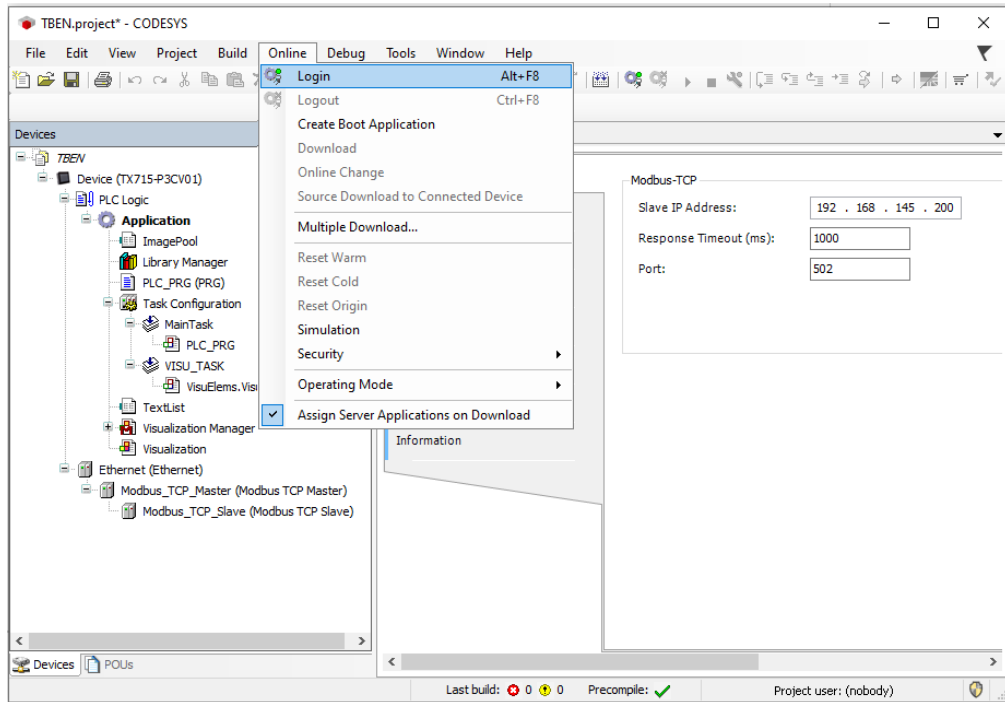 TBEN.project* - CODESYS
File Edit View Project Build Online Debug Tools Window Help
Login Alt+F8
Logout Ctrl+F8
Create Boot Application
Download
Online Change
Source Download to Connected Device
Multiple Download...
Reset Warm
Reset Cold
Reset Origin
Simulation
Security
Operating Mode
Assign Server Applications on Download
Devices
TBEN
Device (TX715-P3CV01)
PLC Logic
Application
ImagePool
Library Manager
PLC_PRG (PRG)
Task Configuration
MainTask
PLC_PRG
VISU_TASK
VisuElems.Visu
TextList
Visualization Manager
Visualization
Ethernet (Ethernet)
Modbus_TCP_Master (Modbus TCP Master)
Modbus_TCP_Slave (Modbus TCP Slave)
Information
Modbus-TCP
Slave IP Address: 192 . 168 . 145 . 200
Response Timeout (ms): 1000
Port: 502
Devices POUs
Last build: 0 0 Precompile: Project user: (nobody)